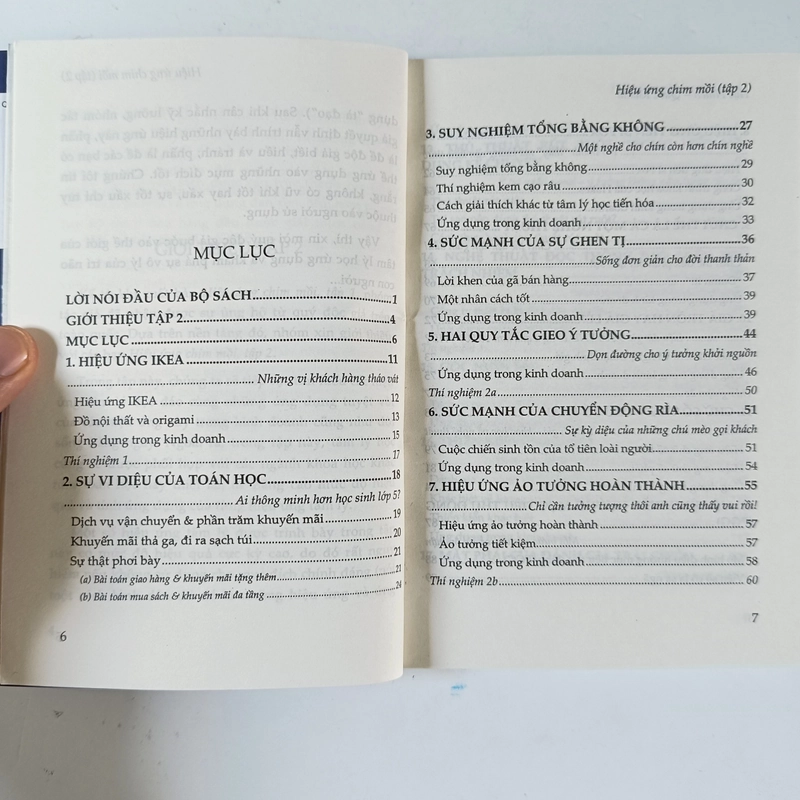 MỤC LỤC
LỜI NÓI ĐẦU CỦA BỘ SÁCH 1
GIỚI THIỆU TẬP 2 4
MỤC LỤC 6
1. HIỆU ỨNG IKEA 11
Những vị khách hàng tháo vát
Hiệu ứng IKEA 12
Đồ nội thất và origami 13
Ứng dụng trong kinh doanh 15
Thí nghiệm 1 17
2. SỰ VI DIỆU CỦA TOÁN HỌC 18
Ai thông minh hơn học sinh lớp 5?
Dịch vụ vận chuyển & phần trăm khuyến mãi 19
Khuyến mãi thả ga, đi ra sạch túi 20
Sự thật phơi bày 21
(a) Bài toán giao hàng & khuyến mãi tặng thêm 21
(b) Bài toán mua sách & khuyến mãi đa tầng 24
6
Hiệu ứng chim mồi (tập 2)
3. SUY NGHIỆM TỔNG BẰNG KHÔNG 27
Một nghề cho chín còn hơn chín nghề
Suy nghiệm tổng bằng không 29
Thí nghiệm kem cạo râu 30
Cách giải thích khác từ tâm lý học tiến hóa 32
Ứng dụng trong kinh doanh 33
4. SỨC MẠNH CỦA SỰ GHEN TỊ 36
Sống đơn giản cho đời thanh thản
Lời khen của gã bán hàng 37
Một nhân cách tốt 39
Ứng dụng trong kinh doanh 39
5. HAI QUY TẮC GIEO Ý TƯỞNG 44
Dọn đường cho ý tưởng khởi nguồn
Ứng dụng trong kinh doanh 46
Thí nghiệm 2a 50
6. SỨC MẠNH CỦA CHUYỂN ĐỘNG RÌA 51
Sự kỳ diệu của những chú mèo gọi khách
Cuộc chiến sinh tồn của tổ tiên loài người 51
Ứng dụng trong kinh doanh 54
7. HIỆU ỨNG ẢO TƯỞNG HOÀN THÀNH 55
Chỉ cần tưởng tượng thôi anh cũng thấy vui rồi!
Hiệu ứng ảo tưởng hoàn thành 57
Ảo tưởng tiết kiệm 57
Ứng dụng trong kinh doanh 58
Thí nghiệm 2b 60
7